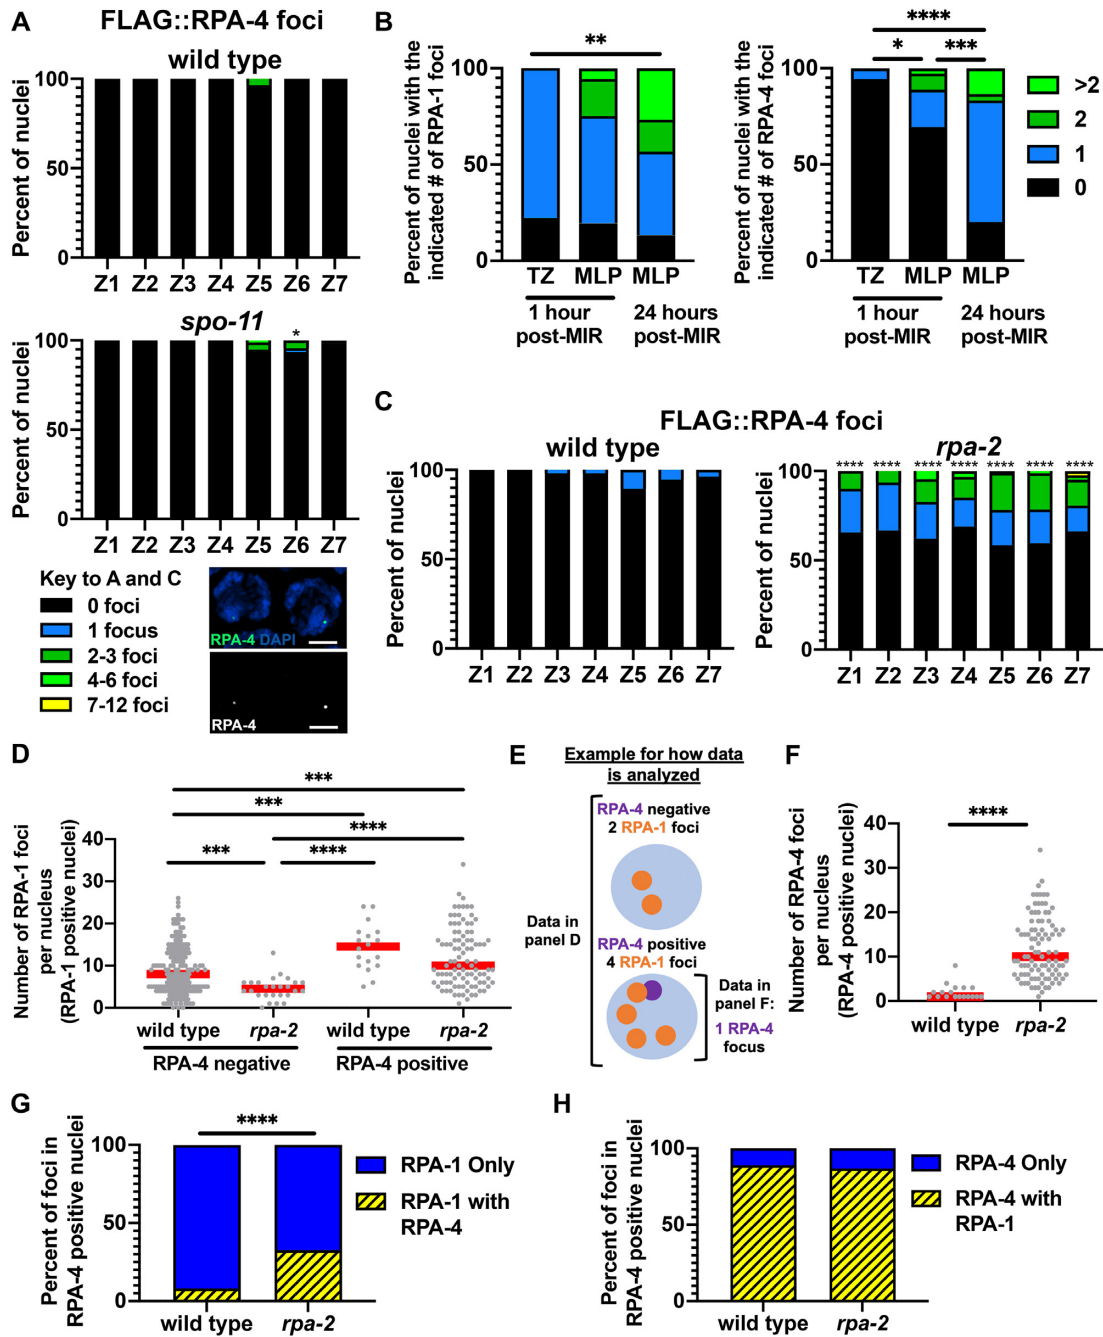 A
FLAG::RPA-4 foci
wild type
Percent of nuclei
100
50
0
Z1 Z2 Z3 Z4 Z5 Z6 Z7
spo-11
*
Percent of nuclei
100
50
0
Z1 Z2 Z3 Z4 Z5 Z6 Z7
Key to A and C
0 foci
1 focus
2-3 foci
4-6 foci
7-12 foci
RPA-4 DAPI
RPA-4
B
Percent of nuclei with the
indicated # of RPA-1 foci
**
100
50
0
TZ MLP MLP
1 hour
post-MIR
24 hours
post-MIR
Percent of nuclei with the
indicated # of RPA-4 foci
****
* ***
100
50
0
TZ MLP MLP
1 hour
post-MIR
24 hours
post-MIR
>2
2
1
0
C
FLAG::RPA-4 foci
wild type
Percent of nuclei
100
50
0
Z1 Z2 Z3 Z4 Z5 Z6 Z7
rpa-2
**** **** **** **** **** **** ****
Percent of nuclei
100
50
0
Z1 Z2 Z3 Z4 Z5 Z6 Z7
D
Number of RPA-1 foci
per nucleus
(RPA-1 positive nuclei)
***
***
****
*** ****
40
30
20
10
0
wild type rpa-2 wild type rpa-2
RPA-4 negative RPA-4 positive
E
Example for how data
is analyzed
RPA-4 negative
2 RPA-1 foci
Data in
panel D
RPA-4 positive
4 RPA-1 foci
Data in
panel F:
1 RPA-4
focus
F
Number of RPA-4 foci
per nucleus
(RPA-4 positive nuclei)
****
40
30
20
10
0
wild type rpa-2
G
Percent of foci in
RPA-4 positive nuclei
****
100
50
0
wild type rpa-2
RPA-1 Only
RPA-1 with
RPA-4
H
Percent of foci in
RPA-4 positive nuclei
100
50
0
wild type rpa-2
RPA-4 Only
RPA-4 with
RPA-1